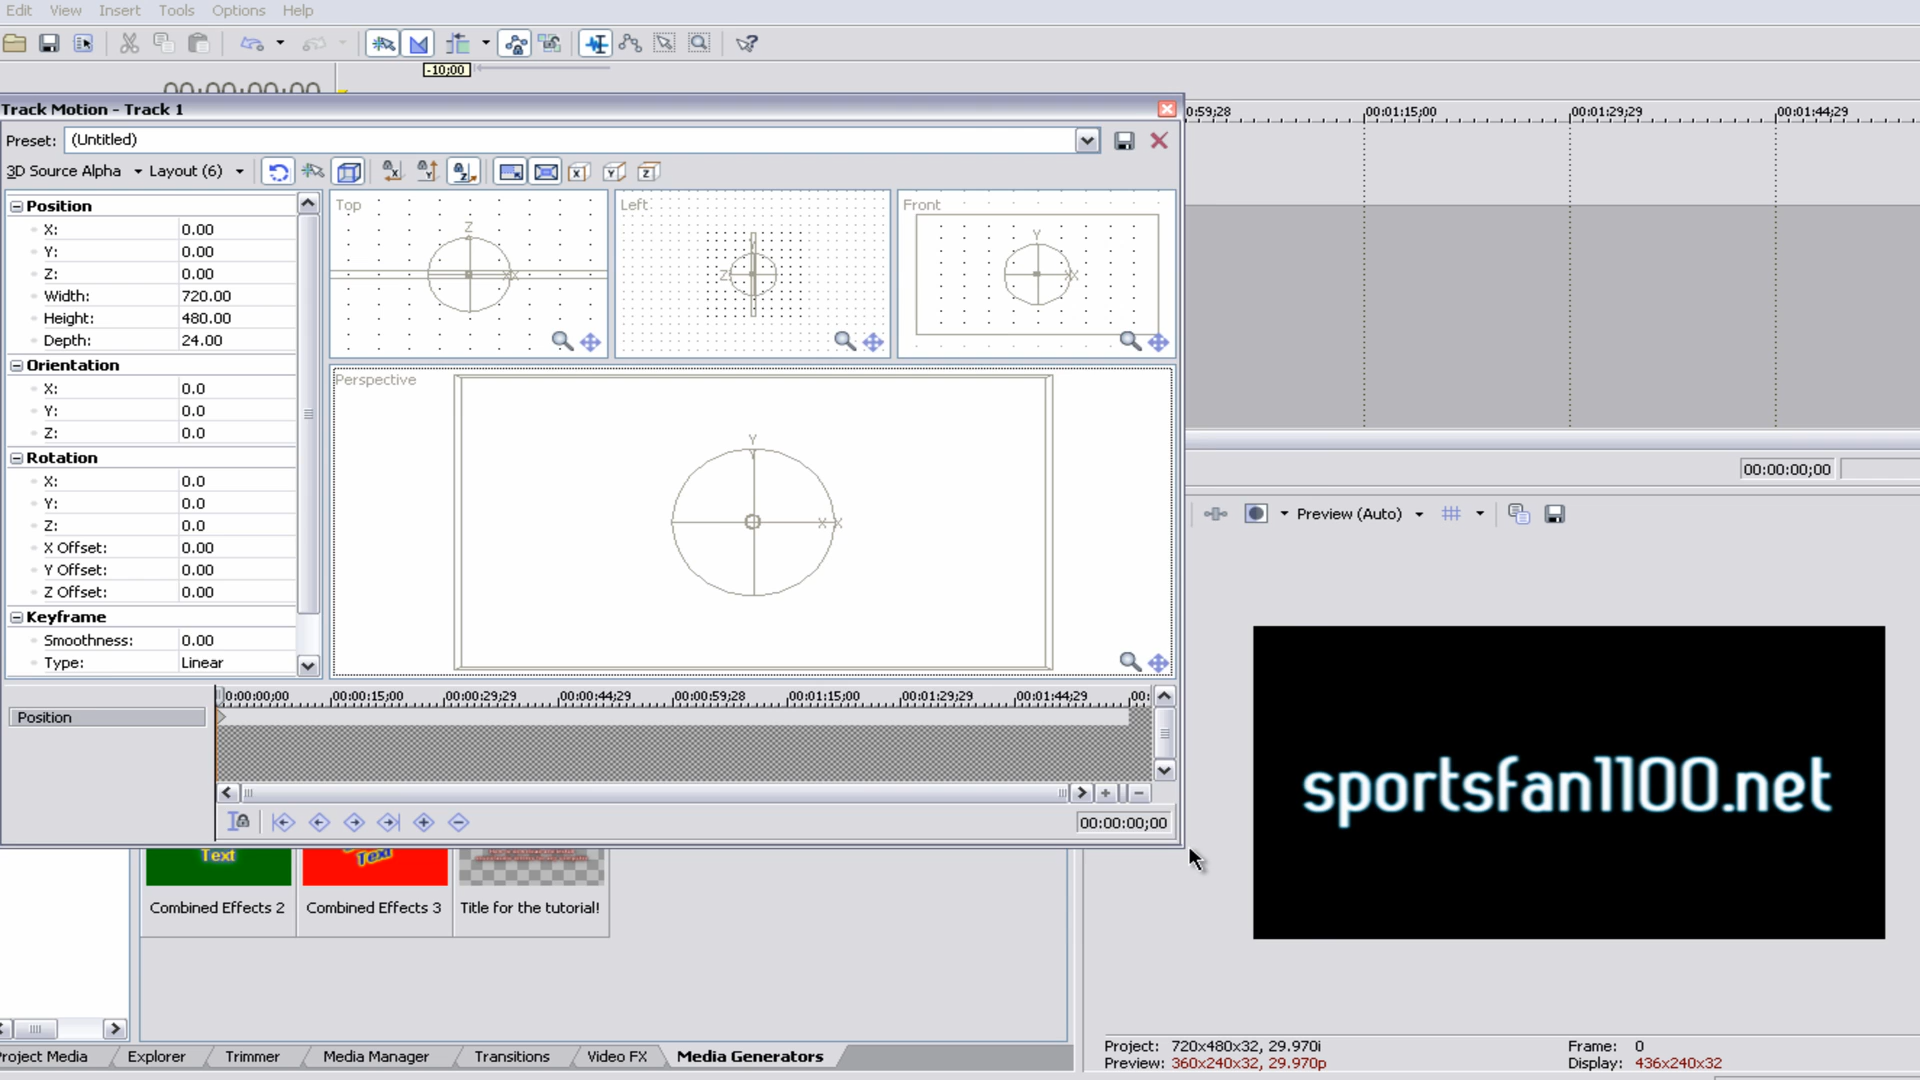 Edit View Insert Tools Options Help
-10;00
00:00:00;00
Track Motion - Track 1
0:59;28 00:01:15;00 00:01:29;29 00:01:44;29
Preset: (Untitled)
3D Source Alpha Layout (6)
Position
X: 0.00
Y: 0.00
Z: 0.00
Width: 720.00
Height: 480.00
Depth: 24.00
Orientation
X: 0.0
Y: 0.0
Z: 0.0
Rotation
X: 0.0
Y: 0.0
Z: 0.0
X Offset: 0.00
Y Offset: 0.00
Z Offset: 0.00
Keyframe
Smoothness: 0.00
Type: Linear
Top
Z
X
Left
Z
Front
Y
X
Perspective
Y
X X
00:00:00;00
Preview (Auto)
0:00:00;00 00:00:15;00 00:00:29;29 00:00:44;29 00:00:59;28 00:01:15;00 00:01:29;29 00:01:44;29 00:
Position
00:00:00;00
sportsfan1100.net
Text
Text
Combined Effects 2 Combined Effects 3 Title for the tutorial!
roject Media Explorer Trimmer Media Manager Transitions Video FX Media Generators
Project: 720x480x32, 29.970i Frame: 0
Preview: 360x240x32, 29.970p Display: 436x240x32